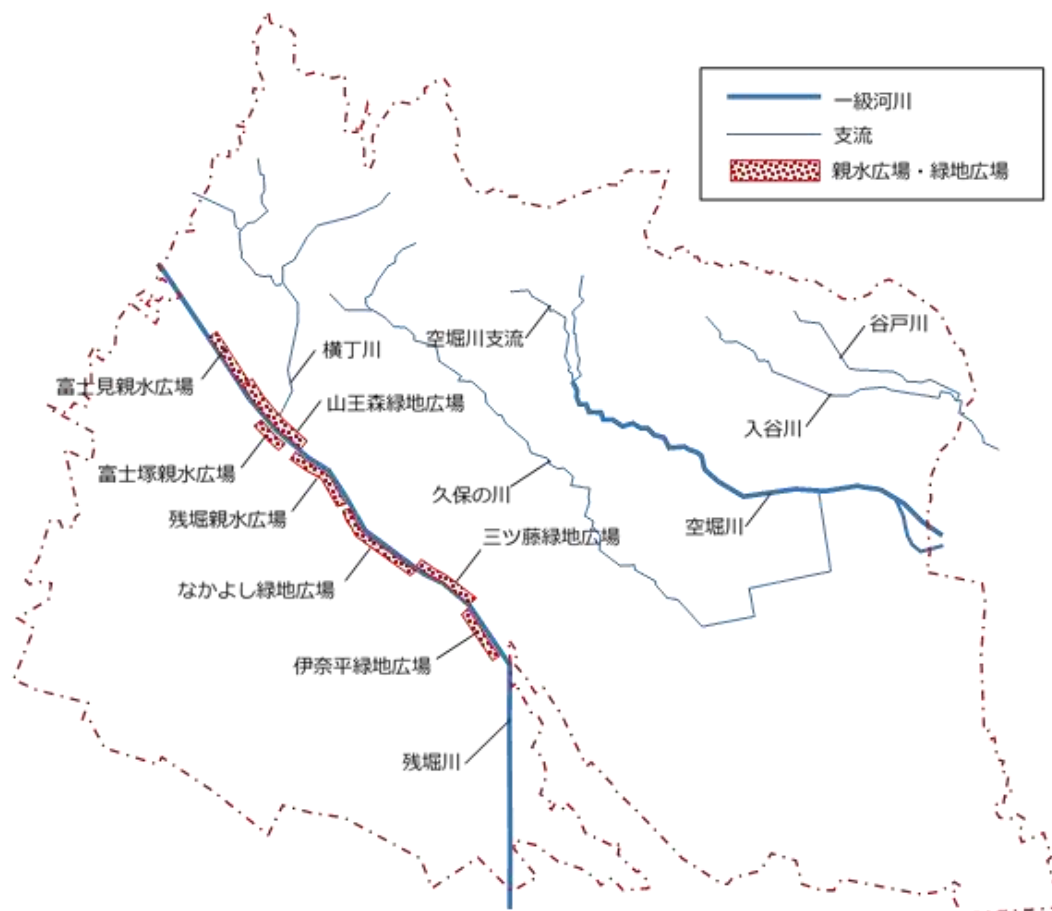 一級河川
支流
親水広場・緑地広場
谷戸川
空堀川支流
横丁川
富士見親水広場
山王森緑地広場
入谷川
富士塚親水広場
久保の川
残堀親水広場
空堀川
三ツ藤緑地広場
なかよし緑地広場
伊奈平緑地広場
残堀川